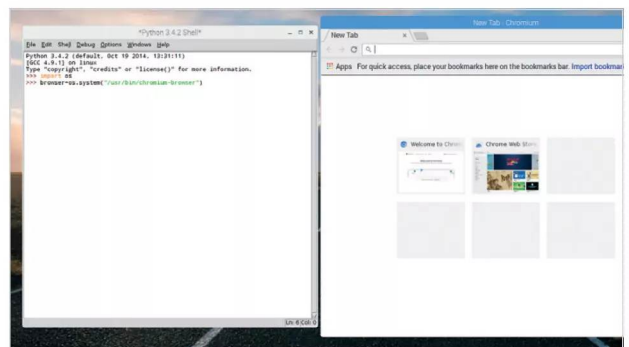 *Python 3.4.2 Shell*
File Edit Shell Debug Options Windows Help
Python 3.4.2 (default, Oct 19 2014, 13:31:11)
[GCC 4.9.1] on linux
Type "copyright", "credits" or "license()" for more information.
>>> import os
>>> browser=os.system("/usr/bin/chromium-browser")
Ln: 6 Col: 0
New Tab - Chromium
New Tab
Apps For quick access, place your bookmarks here on the bookmarks bar. Import bookmar
Welcome to Chrom
Chrome Web Store